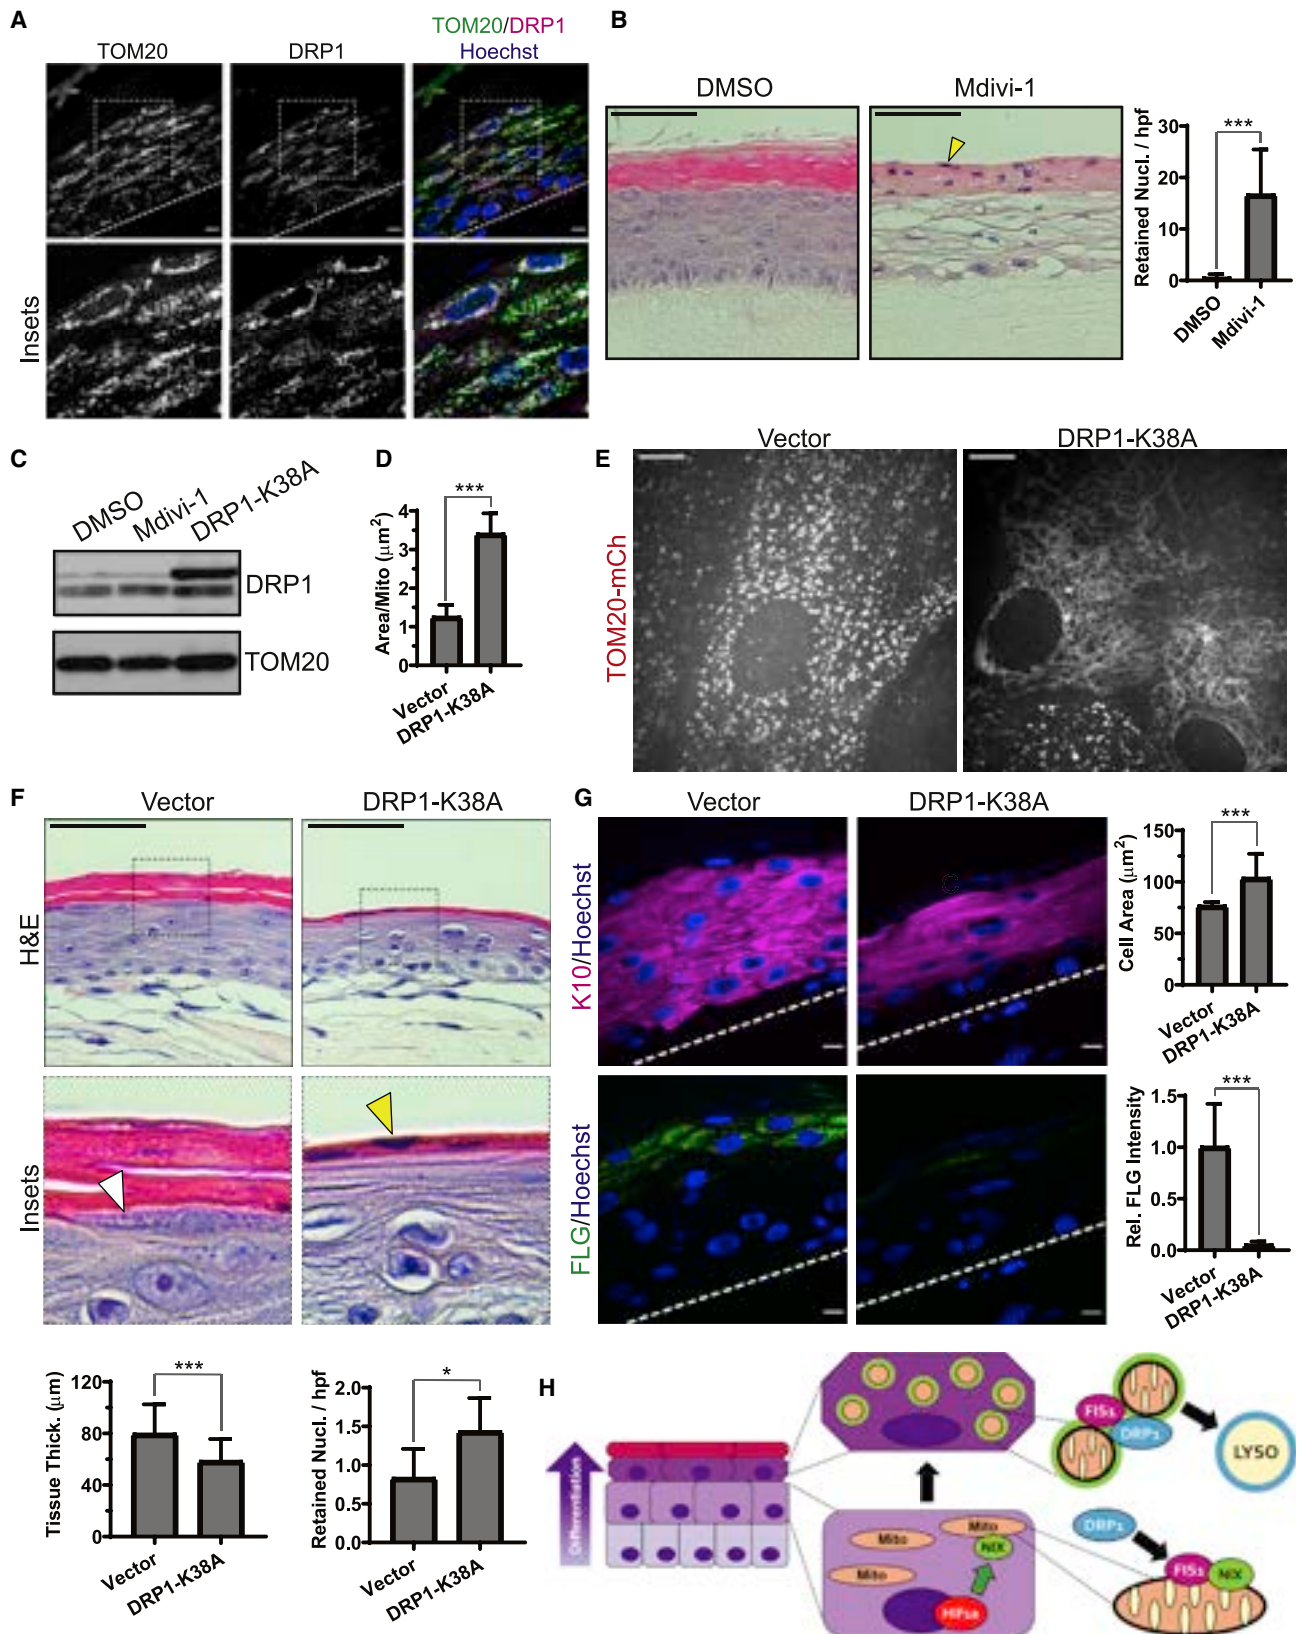 A
TOM20
DRP1
TOM20/DRP1
Hoechst
Insets
B
DMSO
Mdivi-1
Retained Nucl. / hpf
30
20
10
0
***
DMSO
Mdivi-1
C
DMSO
Mdivi-1
DRP1-K38A
DRP1
TOM20
D
Area/Mito (µm²)
4
3
2
1
0
***
Vector
DRP1-K38A
E
Vector
DRP1-K38A
TOM20-mCh
F
Vector
DRP1-K38A
H&E
Insets
Tissue Thick. (µm)
120
80
40
0
***
Vector
DRP1-K38A
Retained Nucl. / hpf
2.0
1.5
1.0
0.5
0.0
*
Vector
DRP1-K38A
G
Vector
DRP1-K38A
K10/Hoechst
FLG/Hoechst
Cell Area (µm²)
150
100
50
0
***
Vector
DRP1-K38A
Rel. FLG Intensity
1.5
1.0
0.5
0.0
***
Vector
DRP1-K38A
H
Differentiation
Mito
Mito
Mito
NIX
HIF1a
FIS1
DRP1
LYSO
DRP1
FIS1
NIX